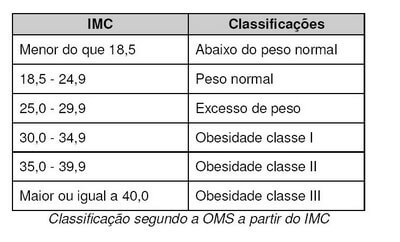 IMC Classificações
Menor do que 18,5 Abaixo do peso normal
18,5 - 24,9 Peso normal
25,0 - 29,9 Excesso de peso
30,0 - 34,9 Obesidade classe I
35,0 - 39,9 Obesidade classe II
Maior ou igual a 40,0 Obesidade classe III
Classificação segundo a OMS a partir do IMC